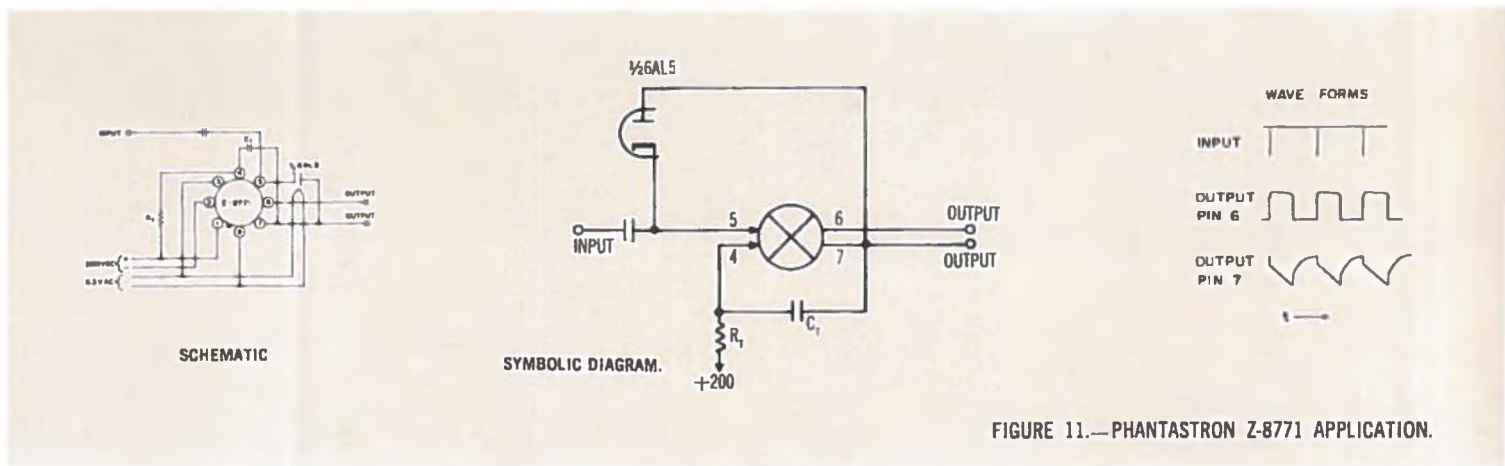 INPUT
OUTPUT
OUTPUT
SCHEMATIC
½6AL5
INPUT
5
4
6
7
OUTPUT
OUTPUT
C₁
R_T
+200
SYMBOLIC DIAGRAM.
WAVE FORMS
INPUT
OUTPUT
PIN 6
OUTPUT
PIN 7
t
FIGURE 11.—PHANTASTRON Z-8771 APPLICATION.